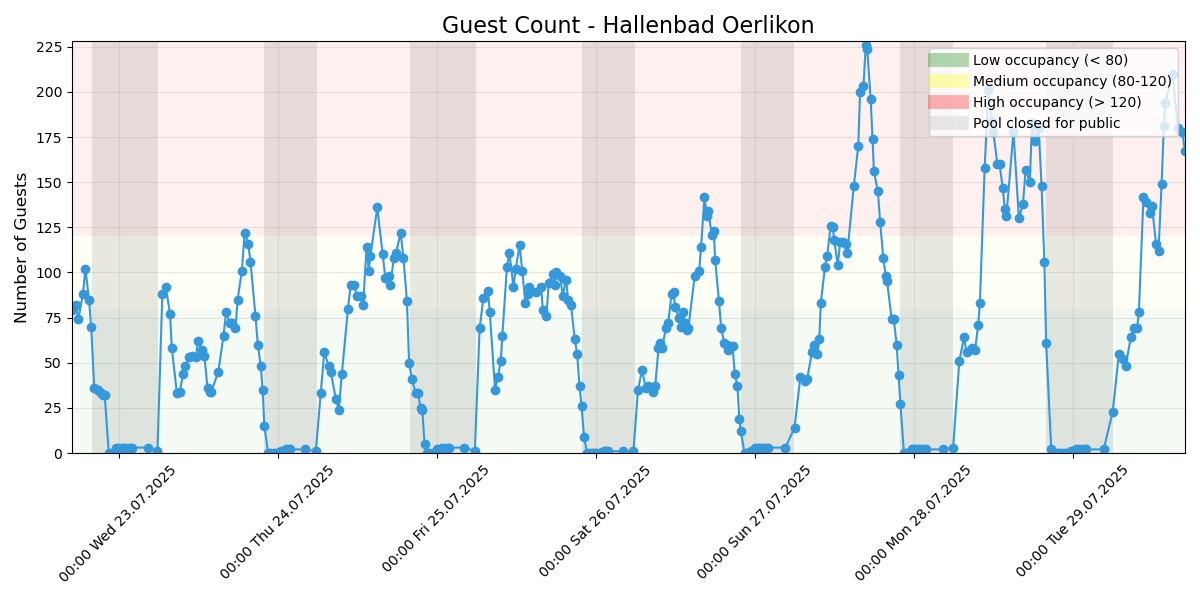 Guest Count - Hallenbad Oerlikon
Number of Guests
225
200
175
150
125
100
75
50
25
0
Low occupancy (< 80)
Medium occupancy (80-120)
High occupancy (> 120)
Pool closed for public
00:00 Wed 23.07.2025
00:00 Thu 24.07.2025
00:00 Fri 25.07.2025
00:00 Sat 26.07.2025
00:00 Sun 27.07.2025
00:00 Mon 28.07.2025
00:00 Tue 29.07.2025